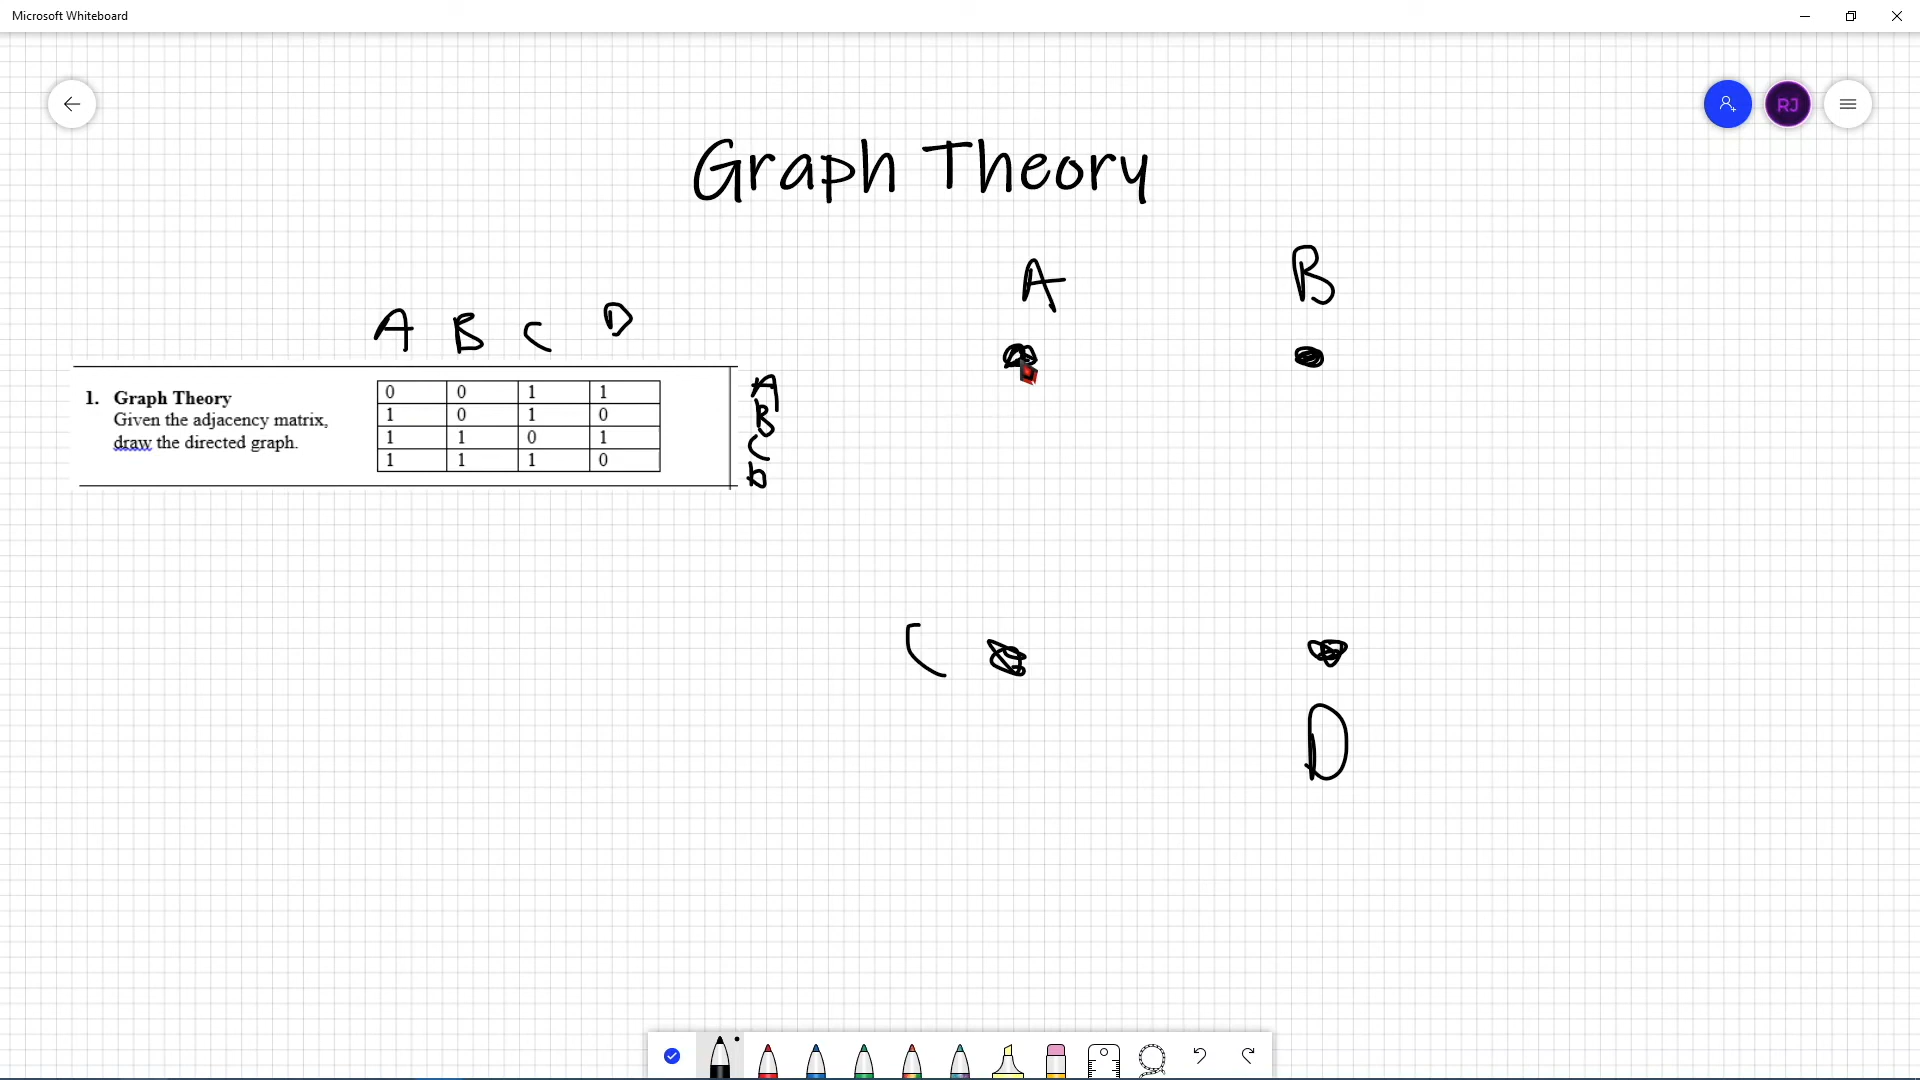 Microsoft Whiteboard
RJ
Graph Theory
A B
A B C D
1. Graph Theory
Given the adjacency matrix,
draw the directed graph.
0 0 1 1 A
1 0 1 0 B
1 1 0 1 C
1 1 1 0 D
C
D